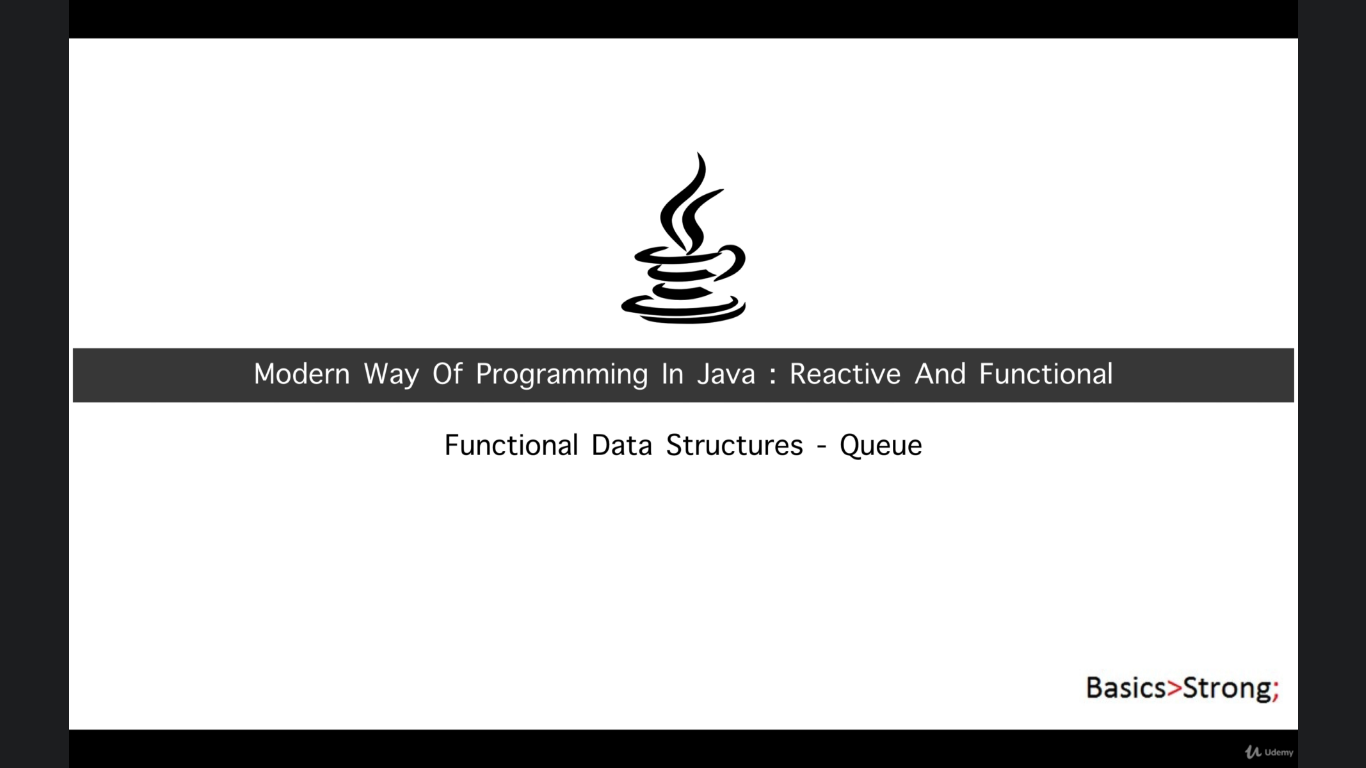 Modern Way Of Programming In Java : Reactive And Functional
Functional Data Structures - Queue
Basics>Strong;
Udemy